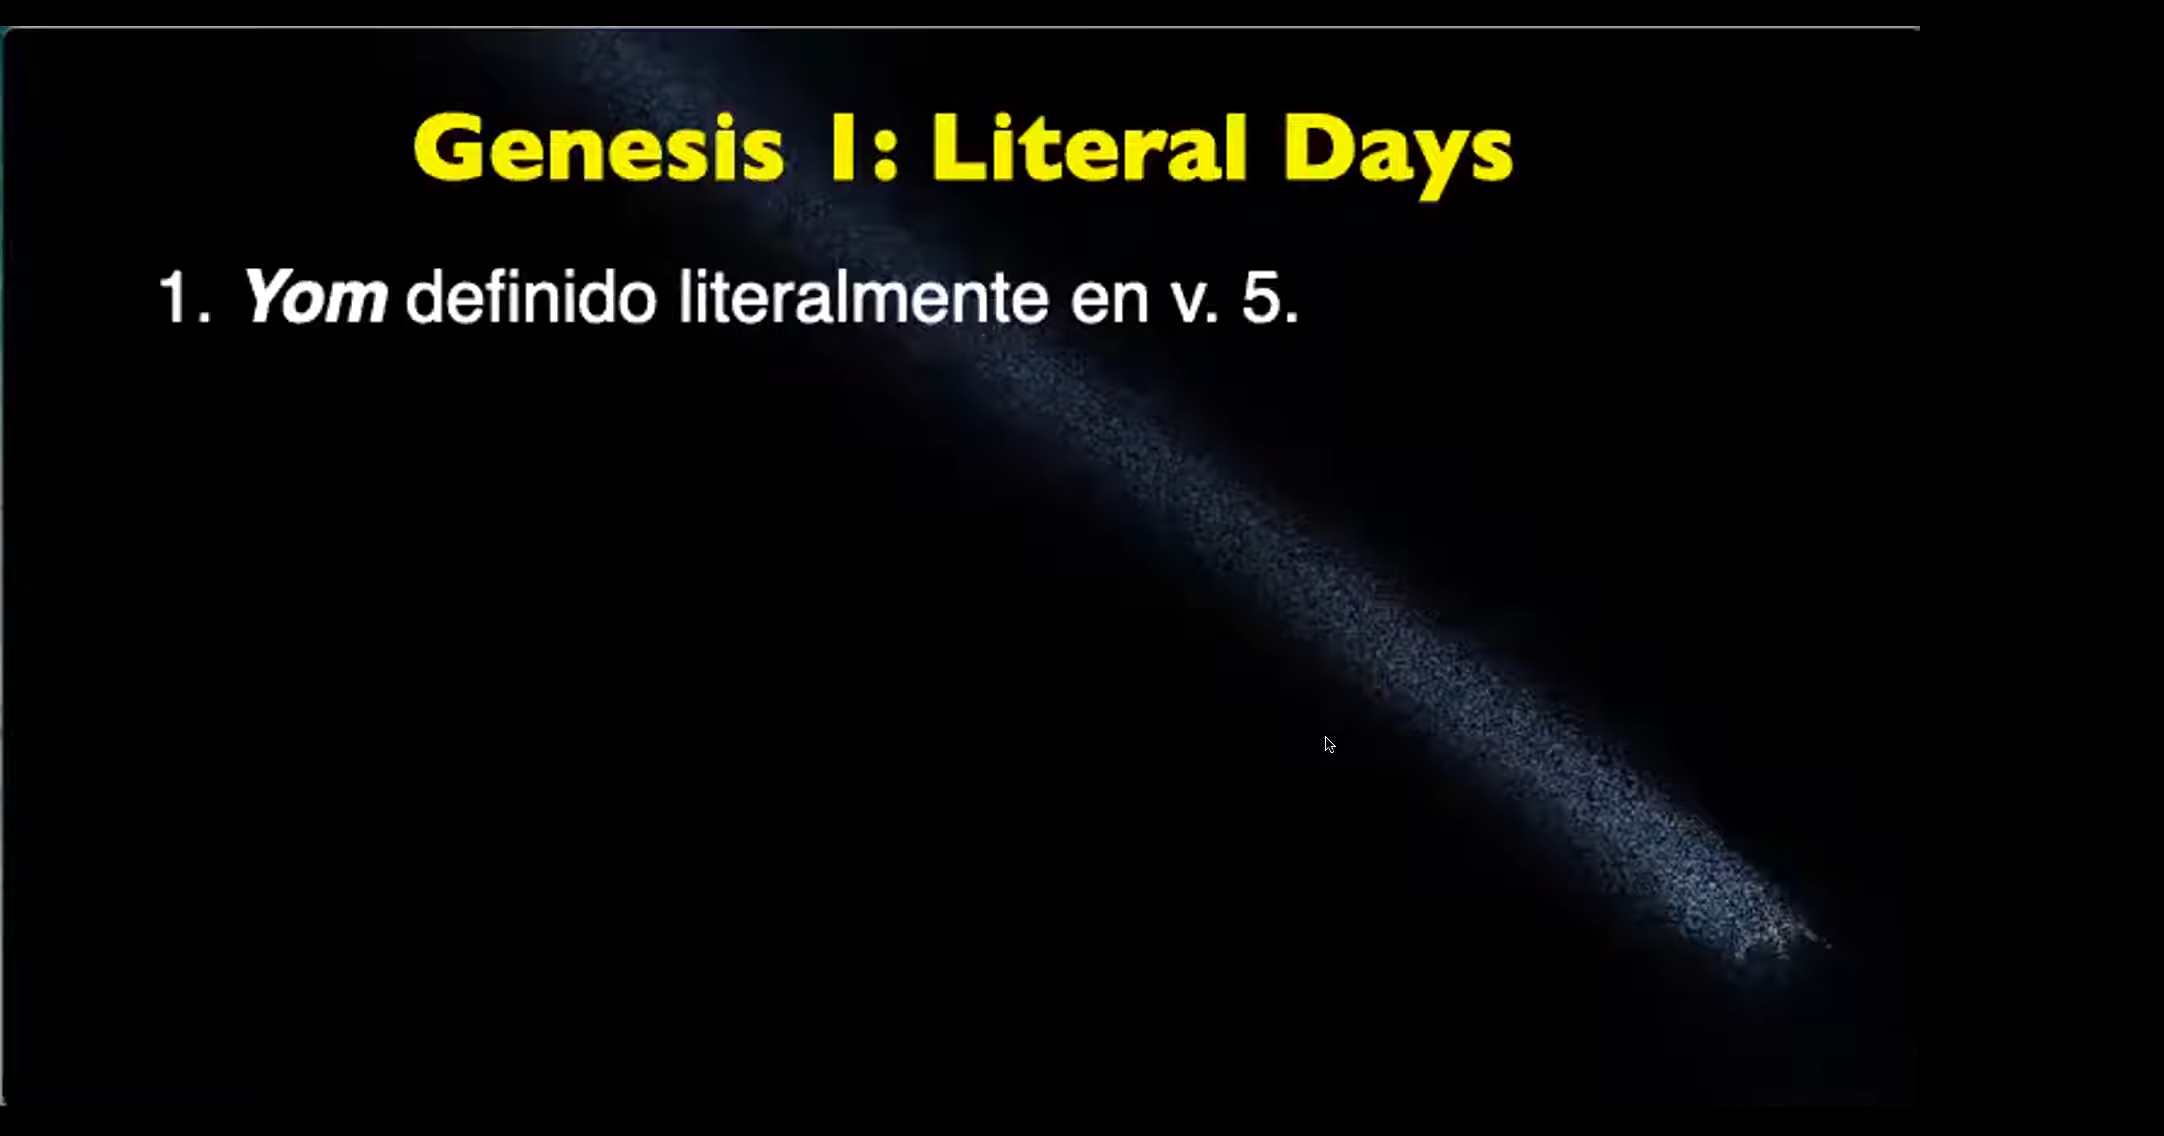 Genesis 1: Literal Days
1. Yom definido literalmente en v. 5.